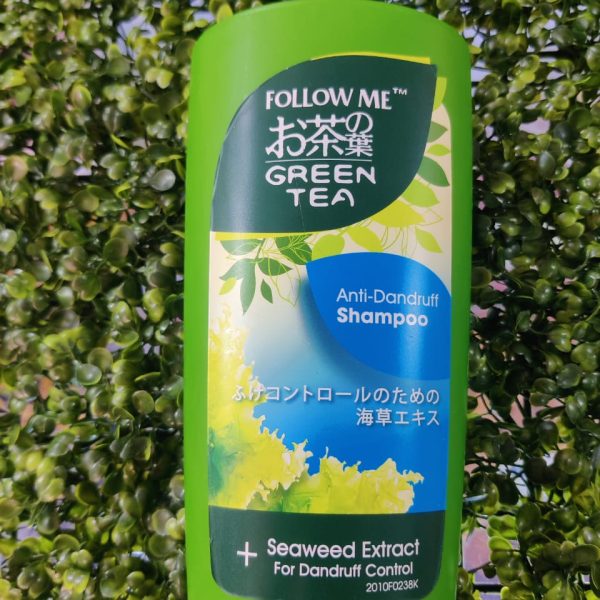 FOLLOW ME™
お茶の葉
GREEN
TEA
Anti-Dandruff
Shampoo
ふけコントロールのための
海草エキス
+ Seaweed Extract
For Dandruff Control
2010F0238K